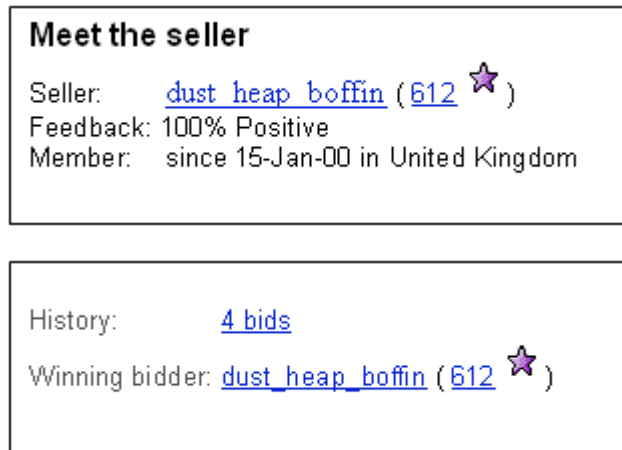 Meet the seller
Seller: dust_heap_boffin ( 612 )
Feedback: 100% Positive
Member: since 15-Jan-00 in United Kingdom
History: 4 bids
Winning bidder: dust_heap_boffin ( 612 )